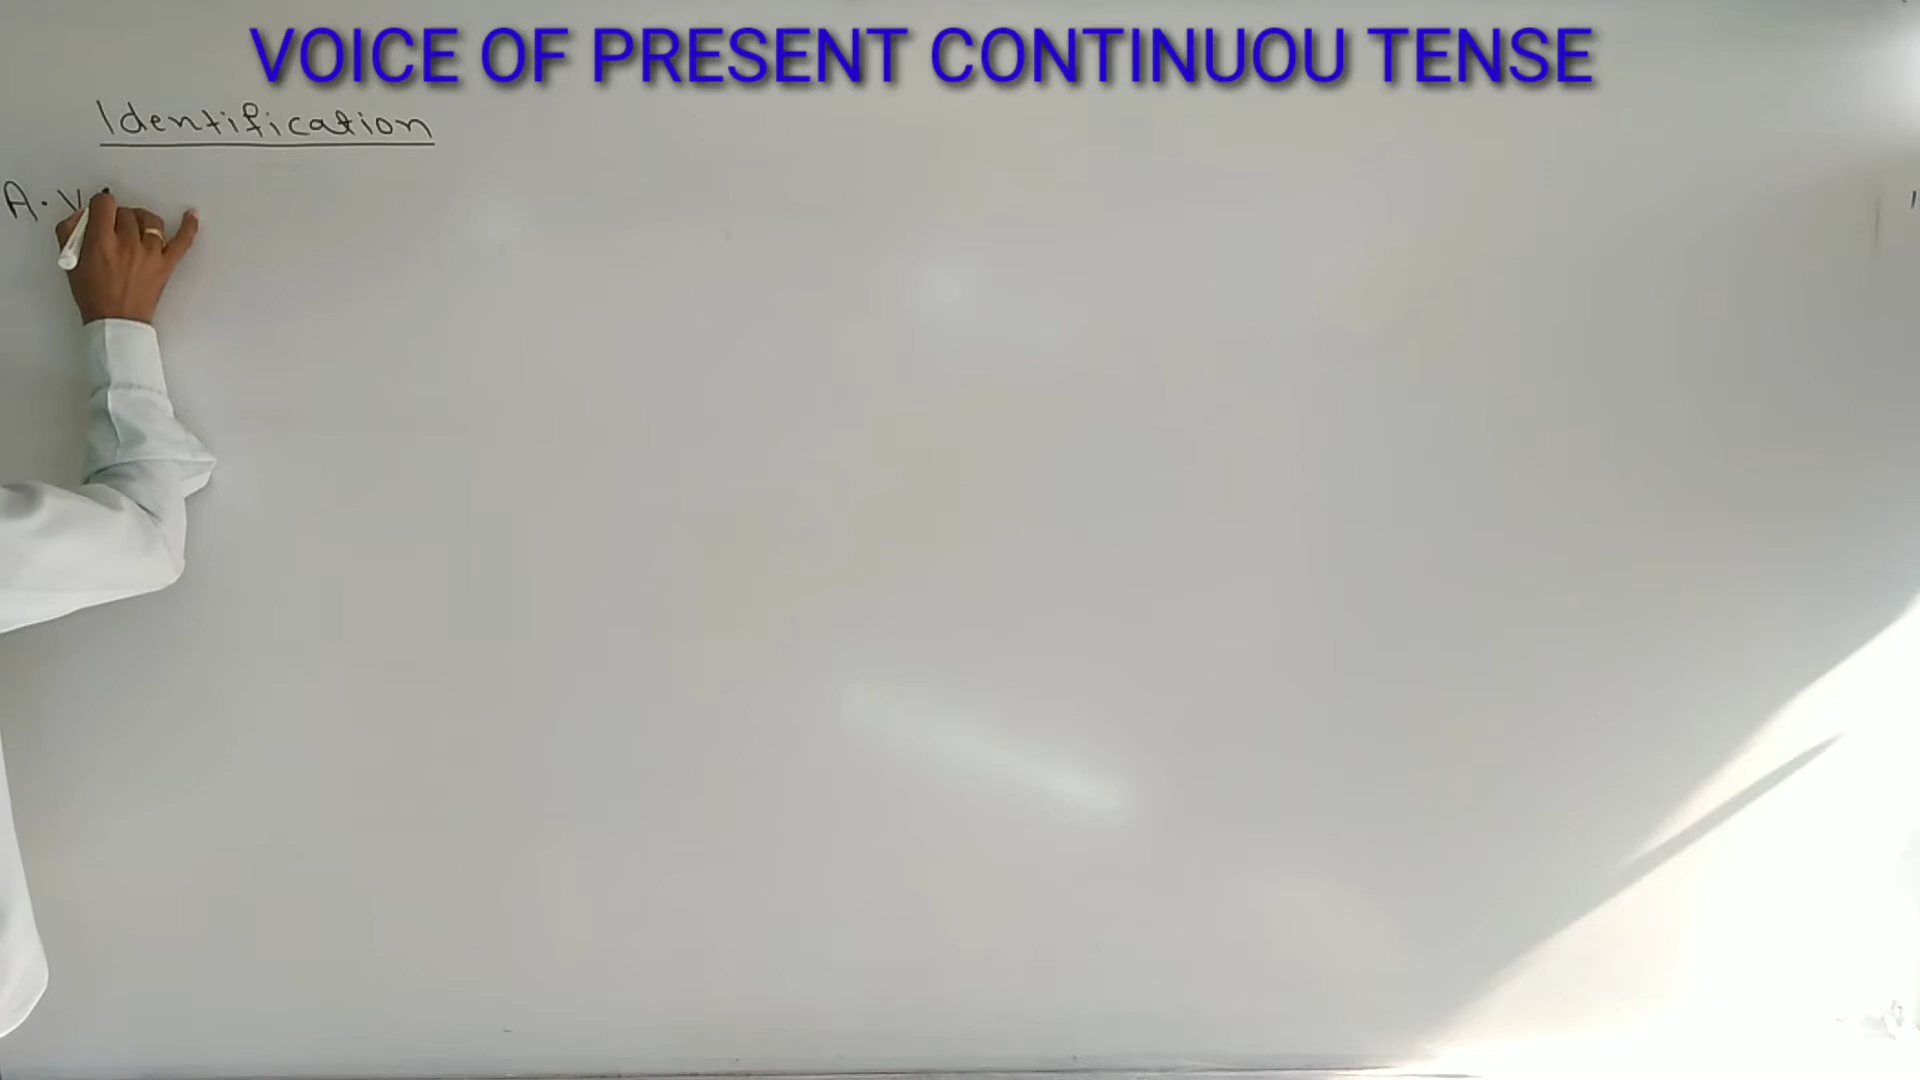 VOICE OF PRESENT CONTINUOU TENSE
Identification
A. V